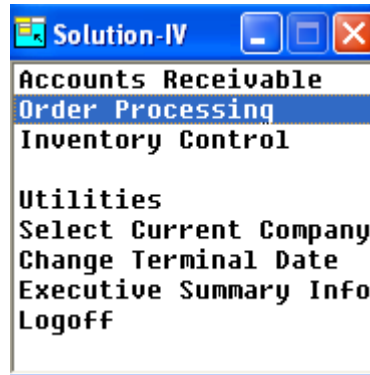 Solution-IV
Accounts Receivable
Order Processing
Inventory Control
Utilities
Select Current Company
Change Terminal Date
Executive Summary Info
Logoff